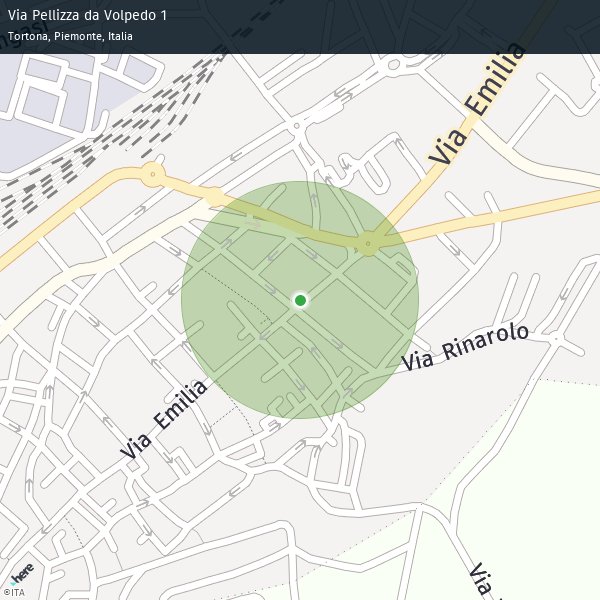 Via Pellizza da Volpedo 1
Tortona, Piemonte, Italia
Via Emilia
Via Rinarolo
Via Emilia
Via
here
©ITA